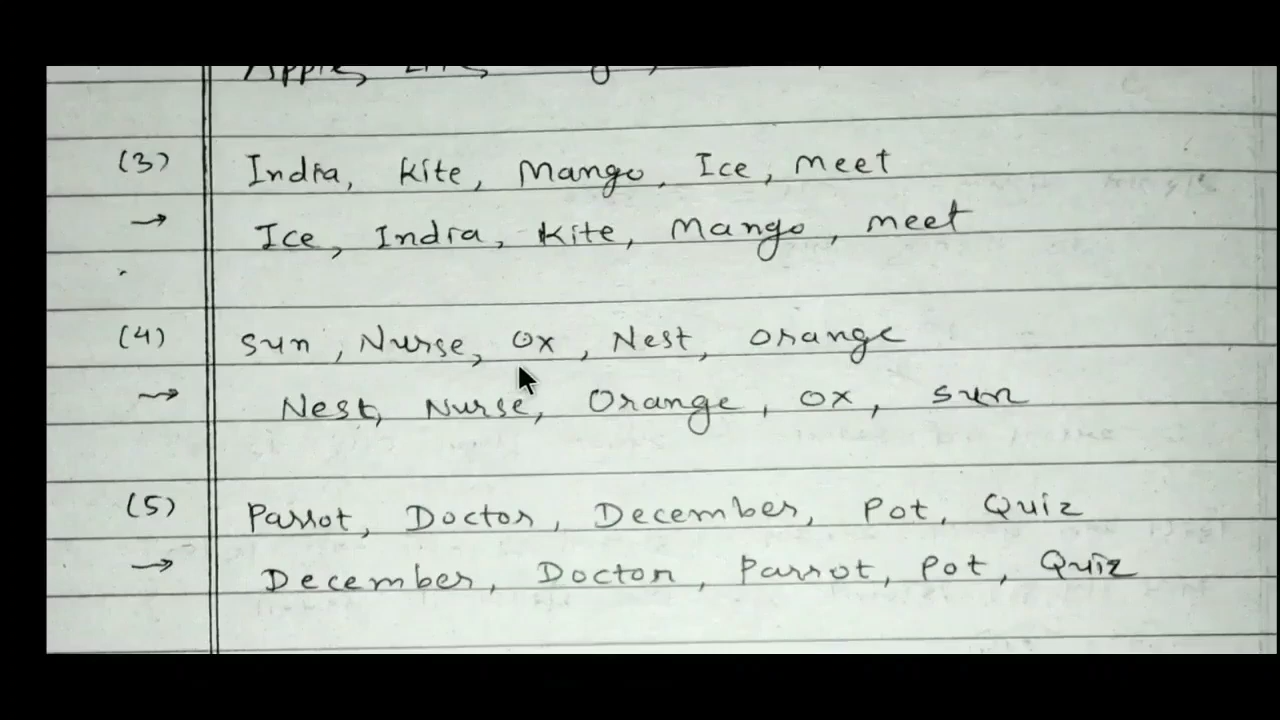 (3) India, Kite, Mango, Ice, meet
→ Ice, India, Kite, Mango, meet
(4) Sun, Nurse, Ox, Nest, Orange
→ Nest, Nurse, Orange, Ox, Sun
(5) Parrot, Doctor, December, Pot, Quiz
→ December, Doctor, Parrot, Pot, Quiz